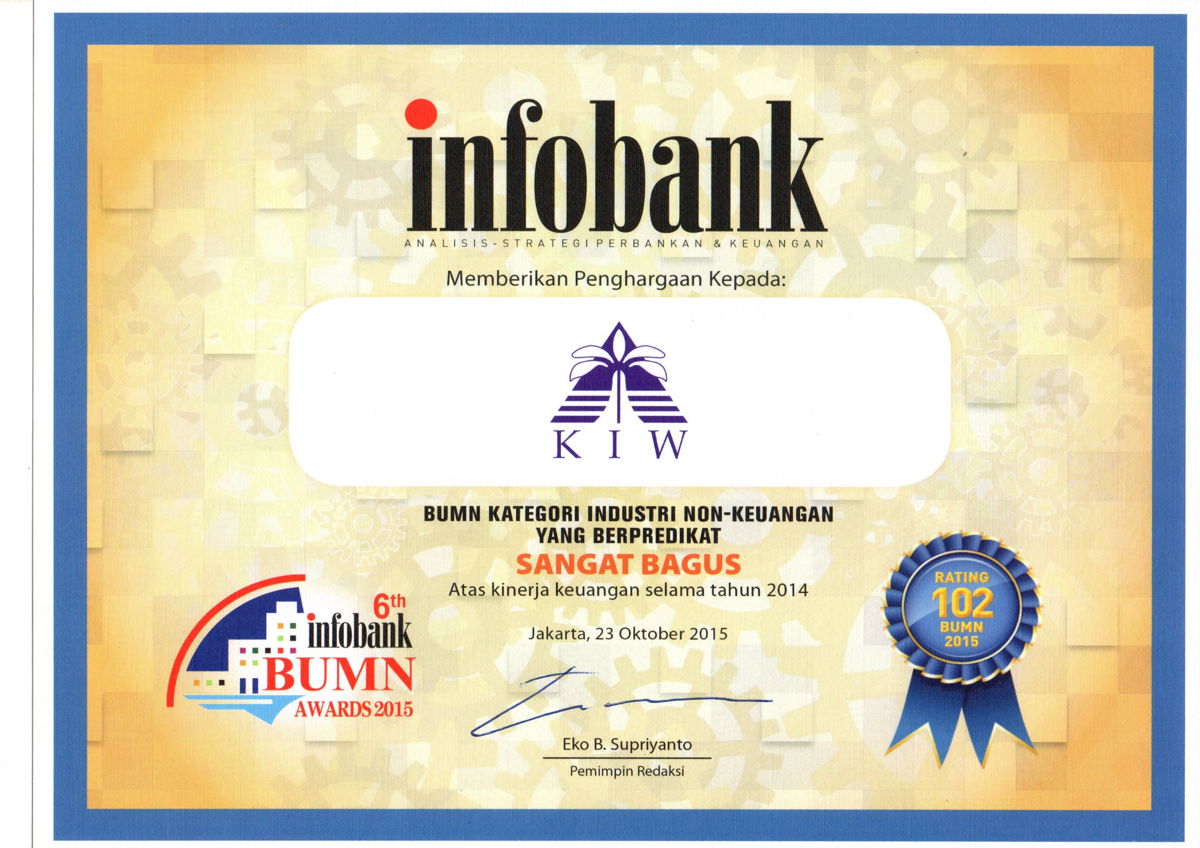 infobank
ANALISIS-STRATEGI PERBANKAN & KEUANGAN
Memberikan Penghargaan Kepada:
K I W
BUMN KATEGORI INDUSTRI NON-KEUANGAN
YANG BERPREDIKAT
SANGAT BAGUS
Atas kinerja keuangan selama tahun 2014
Jakarta, 23 Oktober 2015
6th
infobank
BUMN
AWARDS 2015
RATING
102
BUMN
2015
Eko B. Supriyanto
Pemimpin Redaksi